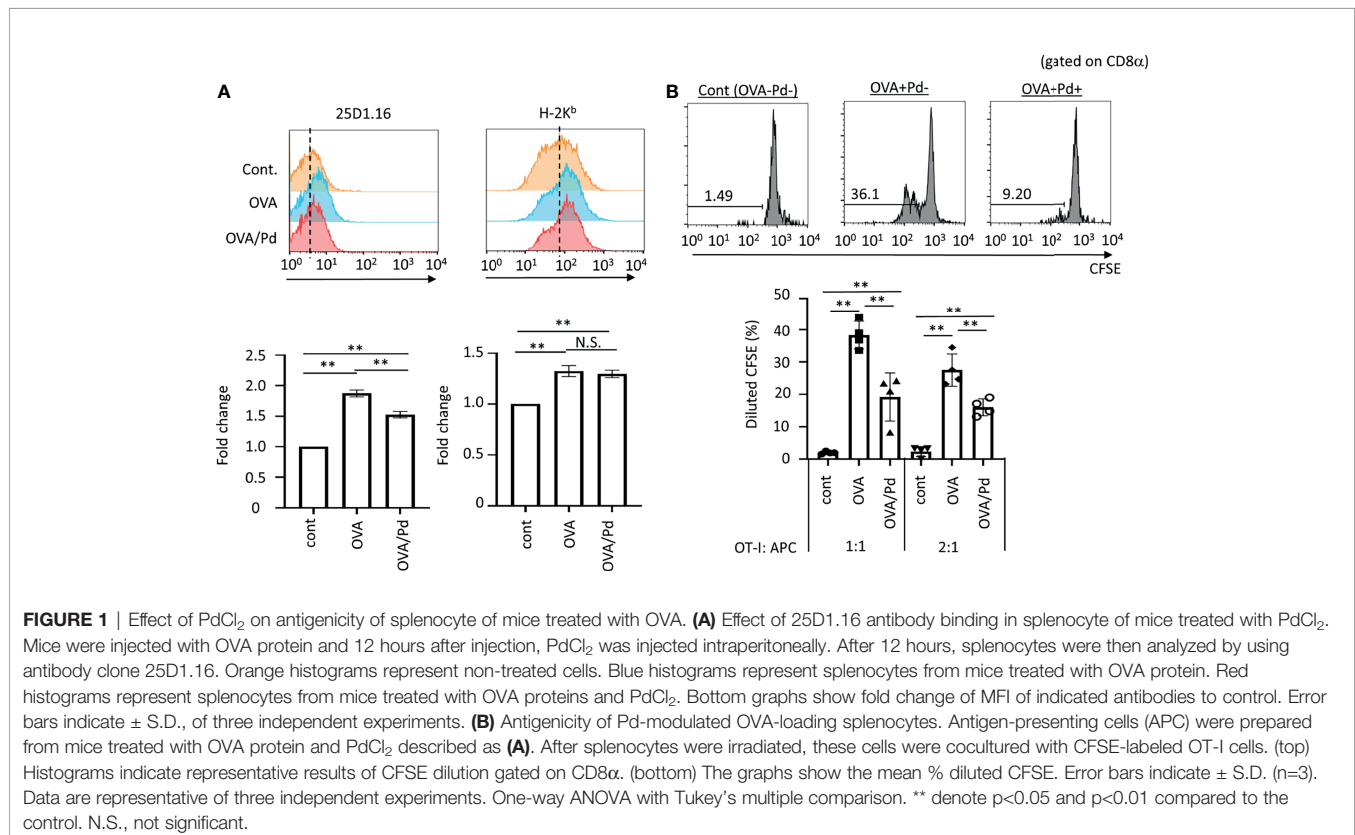 (gated on CD8α)
A
B
25D1.16
H-2Kᵇ
Cont (OVA-Pd-)
OVA+Pd-
OVA+Pd+
Cont.
OVA
OVA/Pd
1.49
36.1
9.20
10⁰ 10¹ 10² 10³ 10⁴
10⁰ 10¹ 10² 10³ 10⁴
10⁰ 10¹ 10² 10³ 10⁴
10⁰ 10¹ 10² 10³ 10⁴
10⁰ 10¹ 10² 10³ 10⁴
CFSE
Fold change
2.5
2.0
1.5
1.0
0.5
0
**
**
**
cont
OVA
OVA/Pd
Fold change
1.5
1.0
0.5
0
**
**
N.S.
cont
OVA
OVA/Pd
Diluted CFSE (%)
50
40
30
20
10
0
**
**
**
**
**
**
cont
OVA
OVA/Pd
cont
OVA
OVA/Pd
OT-I: APC
1:1
2:1
FIGURE 1 | Effect of PdCl₂ on antigenicity of splenocyte of mice treated with OVA. (A) Effect of 25D1.16 antibody binding in splenocyte of mice treated with PdCl₂.
Mice were injected with OVA protein and 12 hours after injection, PdCl₂ was injected intraperitoneally. After 12 hours, splenocytes were then analyzed by using
antibody clone 25D1.16. Orange histograms represent non-treated cells. Blue histograms represent splenocytes from mice treated with OVA protein. Red
histograms represent splenocytes from mice treated with OVA proteins and PdCl₂. Bottom graphs show fold change of MFI of indicated antibodies to control. Error
bars indicate ± S.D., of three independent experiments. (B) Antigenicity of Pd-modulated OVA-loading splenocytes. Antigen-presenting cells (APC) were prepared
from mice treated with OVA protein and PdCl₂ described as (A). After splenocytes were irradiated, these cells were cocultured with CFSE-labeled OT-I cells. (top)
Histograms indicate representative results of CFSE dilution gated on CD8α. (bottom) The graphs show the mean % diluted CFSE. Error bars indicate ± S.D. (n=3).
Data are representative of three independent experiments. One-way ANOVA with Tukey's multiple comparison. ** denote p<0.05 and p<0.01 compared to the
control. N.S., not significant.